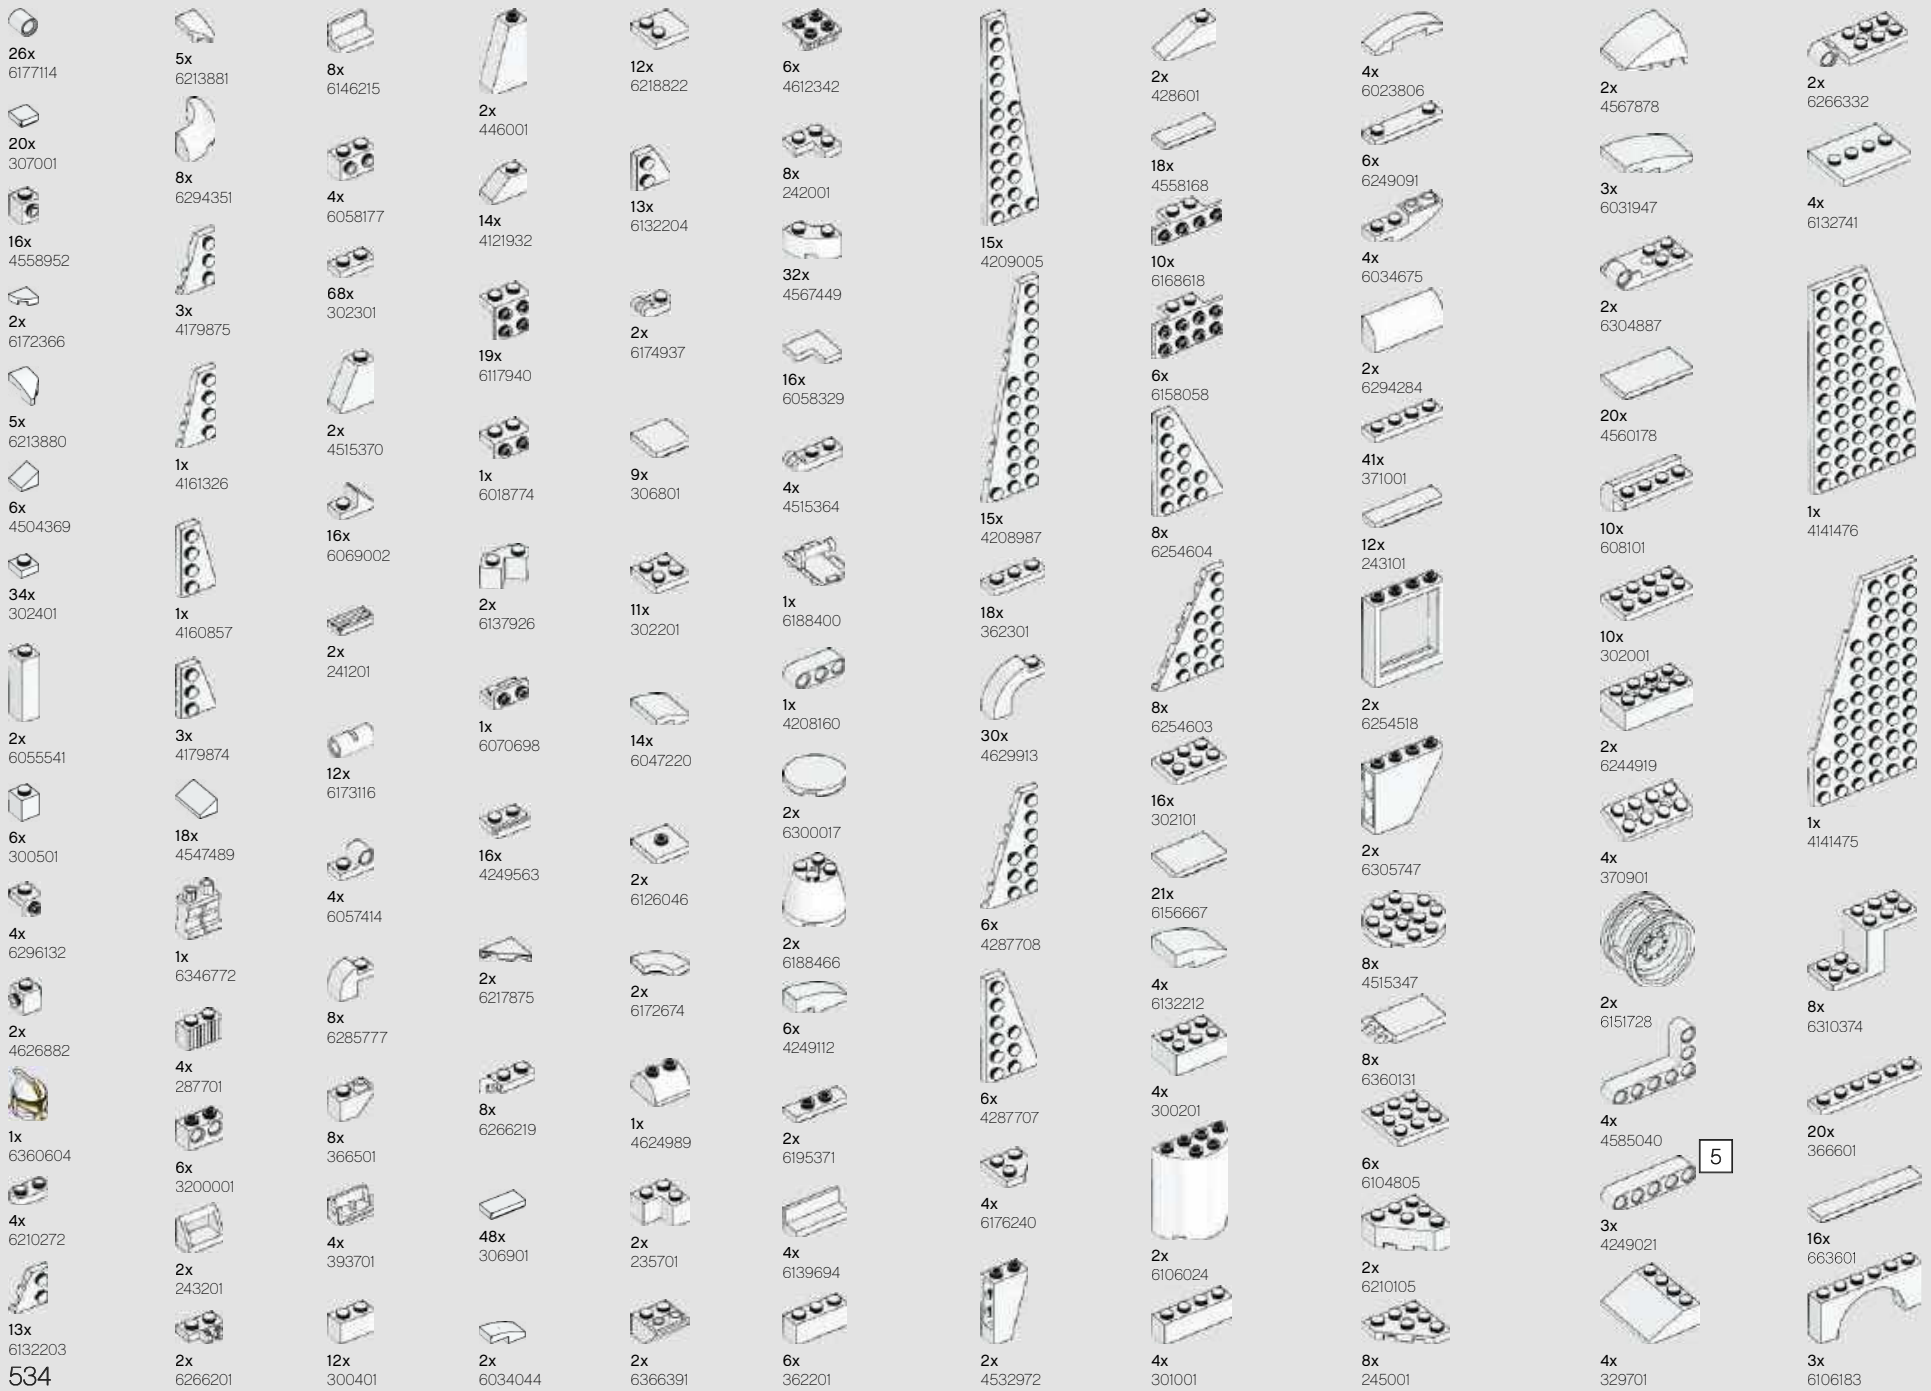 26x
6177114
20x
307001
16x
4558952
2x
6172366
5x
6213880
6x
4504369
34x
302401
2x
6055541
6x
300501
4x
6296132
2x
4626882
1x
6360604
4x
6210272
13x
6132203
534
5x
6213881
8x
6294351
3x
4179875
1x
4161326
1x
4160857
3x
4179874
18x
4547489
1x
6346772
4x
287701
6x
3200001
2x
243201
2x
6266201
8x
6146215
4x
6058177
68x
302301
2x
4515370
16x
6069002
2x
241201
12x
6173116
4x
6057414
8x
6285777
8x
366501
4x
393701
12x
300401
2x
446001
14x
4121932
19x
6117940
1x
6018774
2x
6137926
1x
6070698
16x
4249563
2x
6217875
8x
6266219
48x
306901
2x
6034044
12x
6218822
13x
6132204
2x
6174937
9x
306801
11x
302201
14x
6047220
2x
6126046
2x
6172674
1x
4624989
2x
235701
2x
6366391
6x
4612342
8x
242001
32x
4567449
16x
6058329
4x
4515364
1x
6188400
1x
4208160
2x
6300017
2x
6188466
6x
4249112
2x
6195371
4x
6139694
6x
362201
15x
4209005
15x
4208987
18x
362301
30x
4629913
6x
4287708
6x
4287707
4x
6176240
2x
4532972
2x
428601
18x
4558168
10x
6168618
6x
6158058
8x
6254604
8x
6254603
16x
302101
21x
6156667
4x
6132212
4x
300201
2x
6106024
4x
301001
4x
6023806
6x
6249091
4x
6034675
2x
6294284
41x
371001
12x
243101
2x
6254518
2x
6305747
8x
4515347
8x
6360131
6x
6104805
2x
6210105
8x
245001
2x
4567878
3x
6031947
2x
6304887
20x
4560178
10x
608101
10x
302001
2x
6244919
4x
370901
2x
6151728
4x
4585040
5
3x
4249021
4x
329701
2x
6266332
4x
6132741
1x
4141476
1x
4141475
8x
6310374
20x
366601
16x
663601
3x
6106183